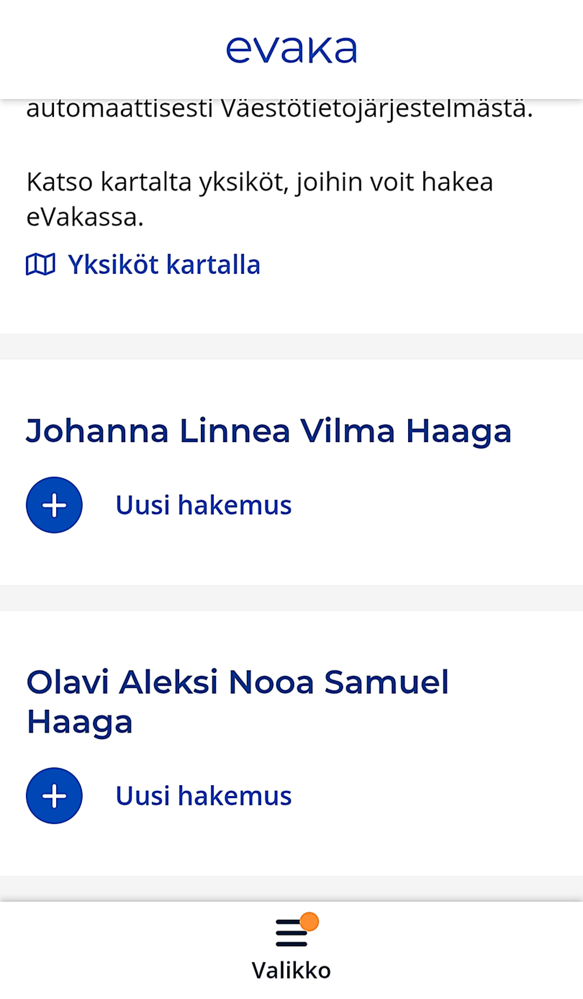 evaka
automaattisesti Väestötietojärjestelmästä.
Katso kartalta yksiköt, joihin voit hakea
eVakassa.
Yksiköt kartalla
Johanna Linnea Vilma Haaga
Uusi hakemus
Olavi Aleksi Nooa Samuel
Haaga
Uusi hakemus
Valikko